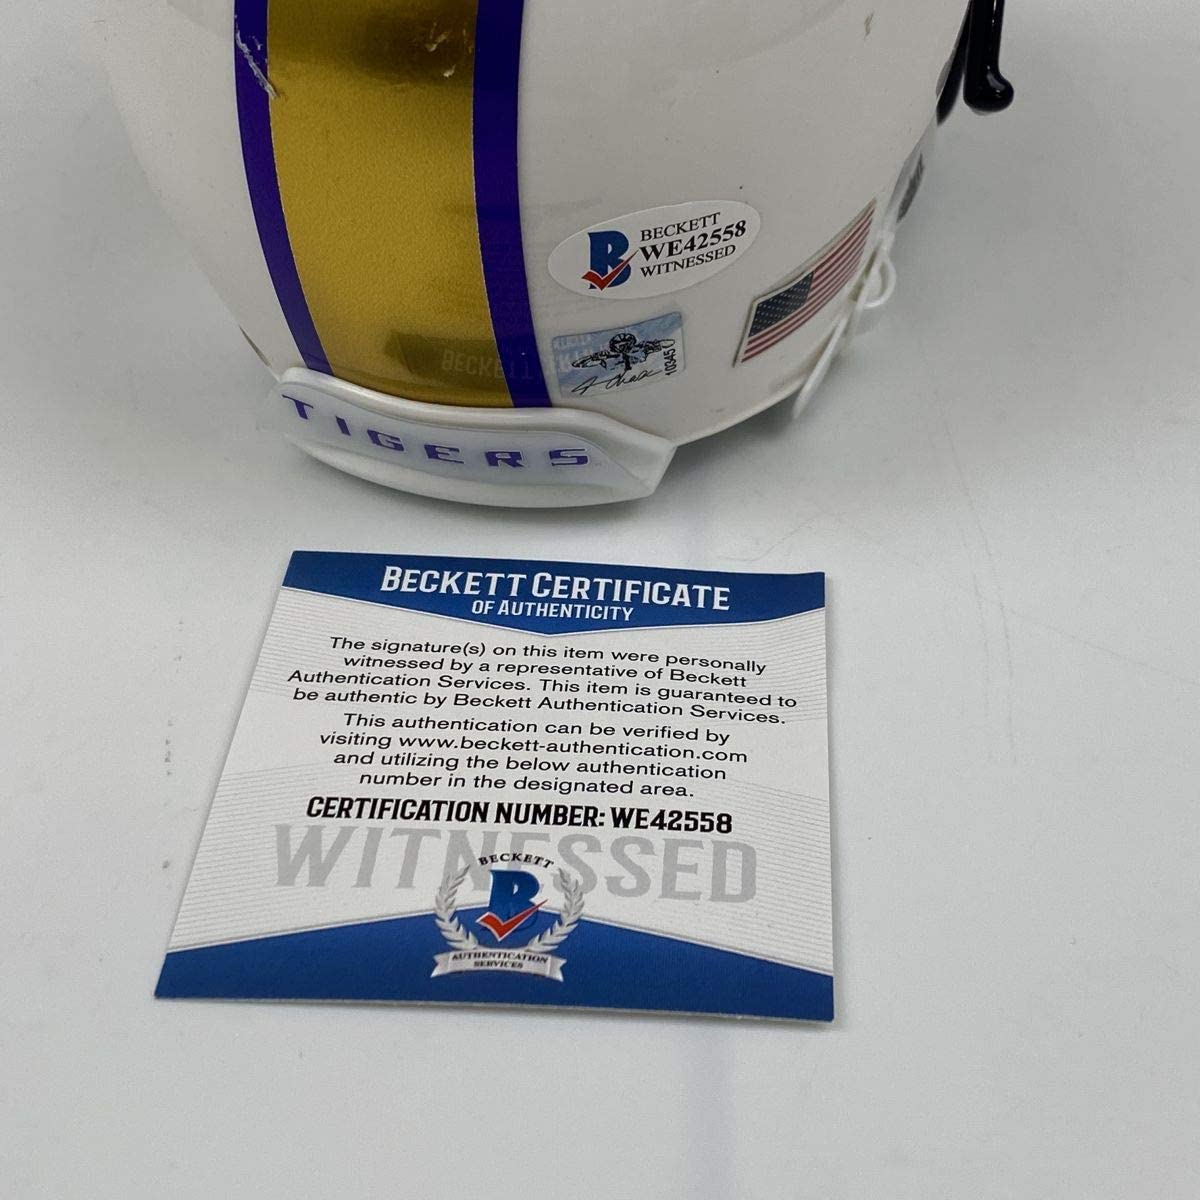 BECKETT
WE42558
WITNESSED
10345
TIGERS
BECKETT CERTIFICATE
OF AUTHENTICITY
The signature(s) on this item were personally
witnessed by a representative of Beckett
Authentication Services. This item is guaranteed to
be authentic by Beckett Authentication Services.
This authentication can be verified by
visiting www.beckett-authentication.com
and utilizing the below authentication
number in the designated area.
CERTIFICATION NUMBER: WE42558
WITNESSED
BECKETT
B
AUTHENTICATION
SERVICES